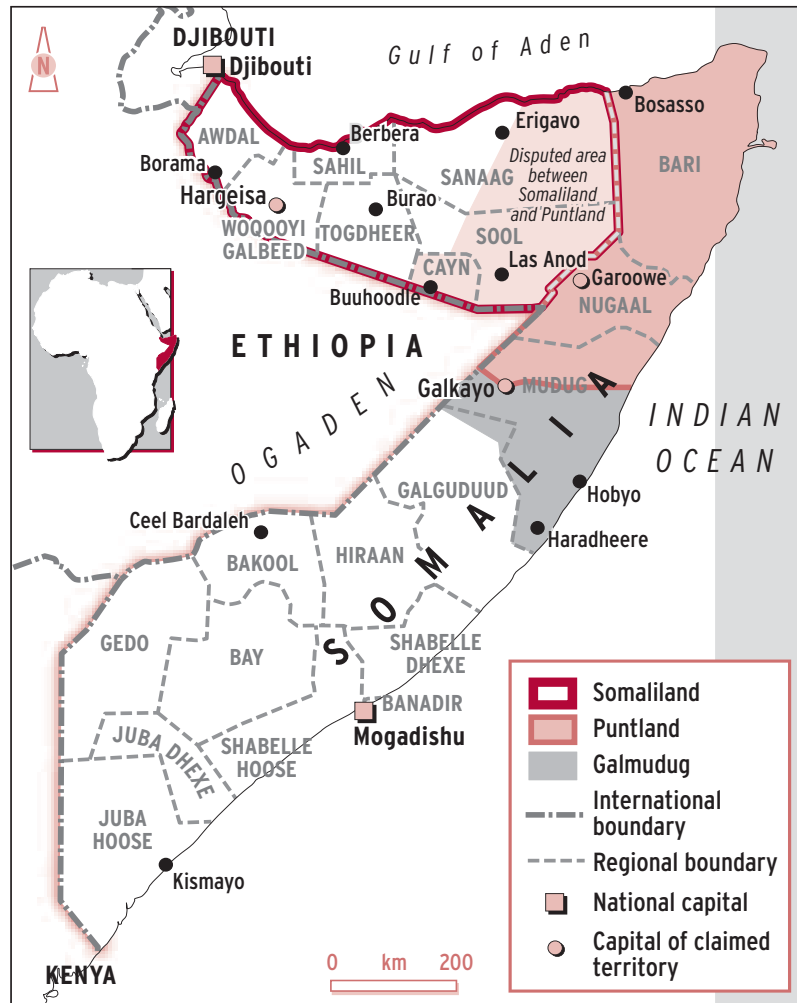 DJIBOUTI
Djibouti
Gulf of Aden
N
Bosasso
Erigavo
Berbera
AWDAL
SAHIL
SANAAG
Disputed area
between
Somaliland
and Puntland
BARI
Borama
Hargeisa
Burao
WOQOOYI
GALBEED
TOGDHEER
SOOL
CAYN
Las Anod
Garoowe
Buuhoodle
NUGAAL
ETHIOPIA
Galkayo
MUDUG
INDIAN
OCEAN
OGADEN
SOMALIA
GALGUDUUD
Hobyo
Ceel Bardaleh
Haradheere
BAKOOL
HIRAAN
GEDO
BAY
SHABELLE
DHEXE
BANADIR
Mogadishu
JUBA DHEXE
SHABELLE
HOOSE
JUBA
HOOSE
Kismayo
KENYA
0 km 200
Somaliland
Puntland
Galmudug
International
boundary
Regional boundary
National capital
Capital of claimed
territory